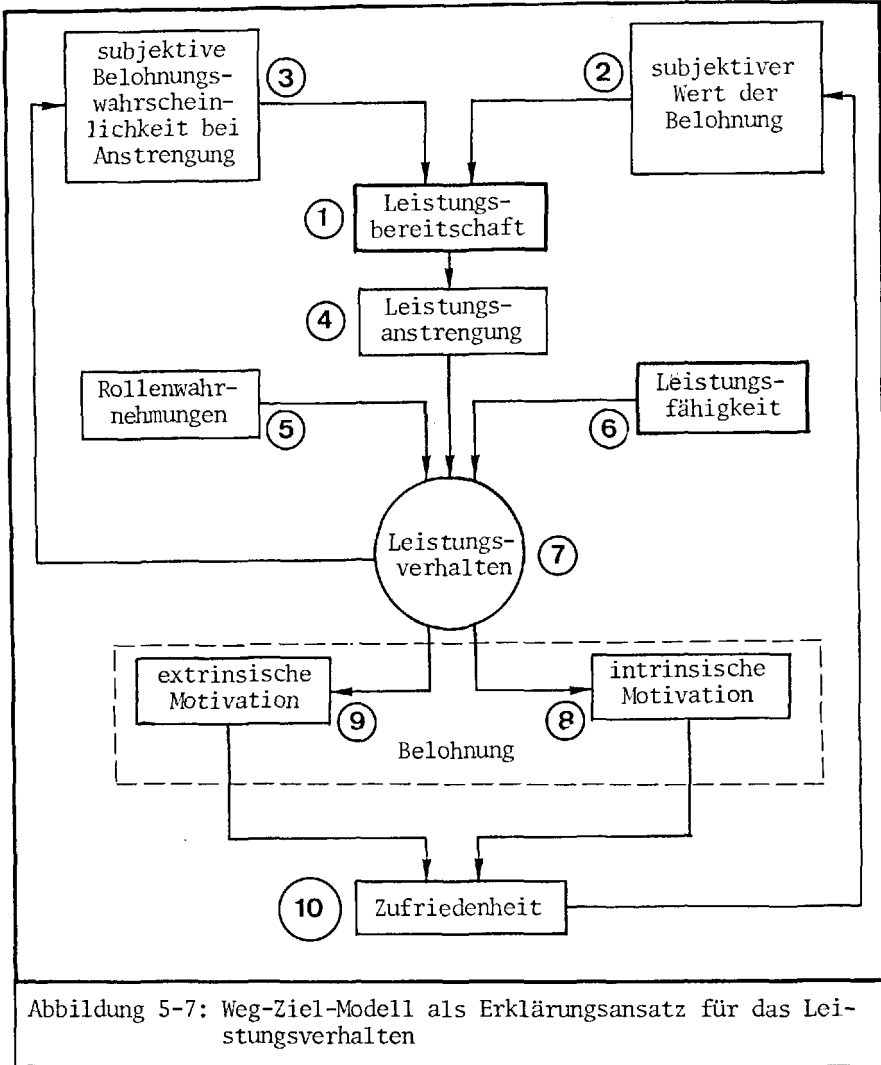 subjektive
Belohnungs-
wahrschein-
lichkeit bei
Anstrengung
3
2
subjektiver
Wert der
Belohnung
1
Leistungs-
bereitschaft
4
Leistungs-
anstrengung
Rollenwahr-
nehmungen
5
6
Leistungs-
fähigkeit
Leistungs-
verhalten
7
extrinsische
Motivation
9
8
intrinsische
Motivation
Belohnung
10
Zufriedenheit
Abbildung 5-7: Weg-Ziel-Modell als Erklärungsansatz für das Lei-
stungsverhalten